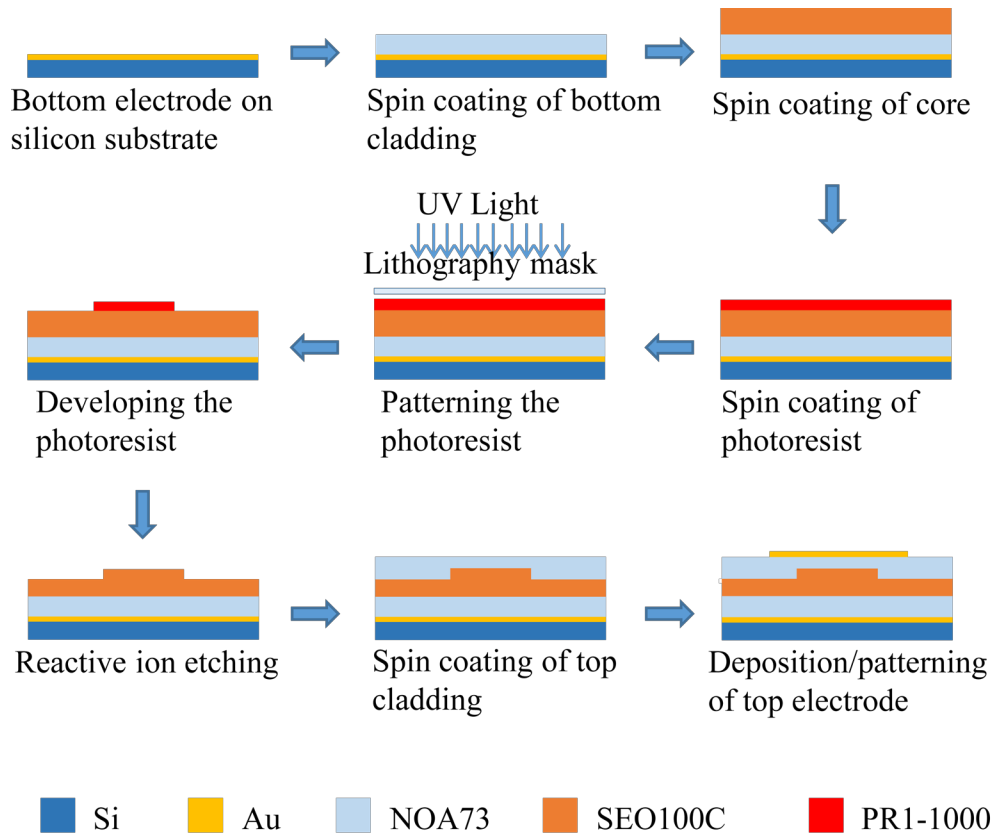 Bottom electrode on
silicon substrate
Spin coating of bottom
cladding
Spin coating of core
UV Light
Lithography mask
Developing the
photoresist
Patterning the
photoresist
Spin coating of
photoresist
Reactive ion etching
Spin coating of top
cladding
Deposition/patterning
of top electrode
Si
Au
NOA73
SEO100C
PR1-1000